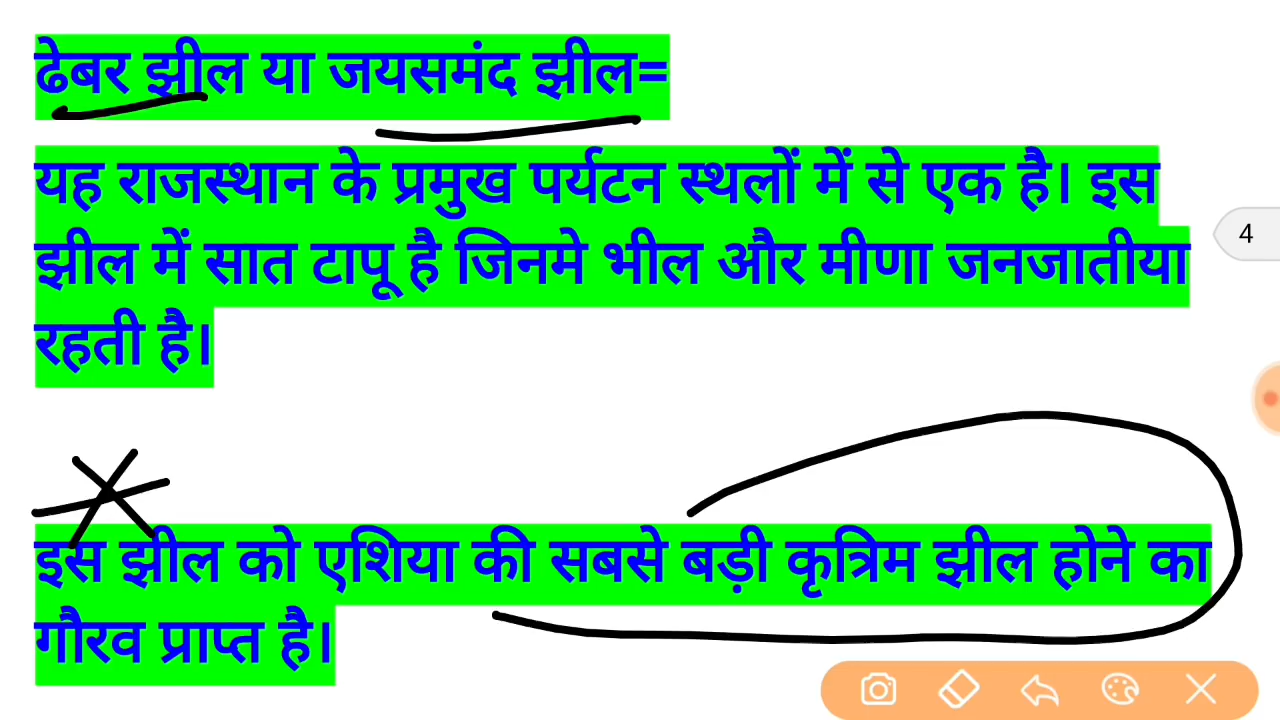 ढेबर झील या जयसमंद झील=
यह राजस्थान के प्रमुख पर्यटन स्थलों में से एक है। इस
झील में सात टापू है जिनमे भील और मीणा जनजातीया
रहती है।
4
इस झील को एशिया की सबसे बड़ी कृत्रिम झील होने का
गौरव प्राप्त है।